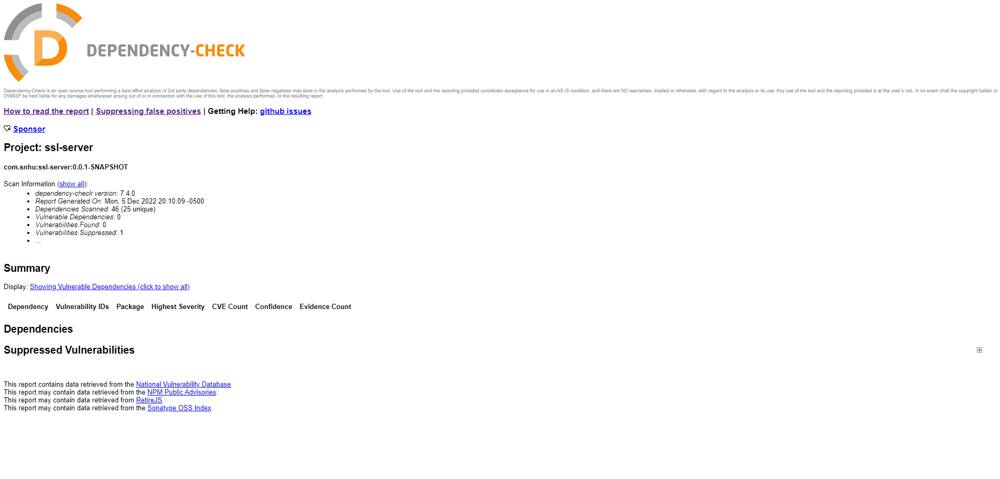 D
DEPENDENCY-CHECK
Dependency-Check is an open source tool performing a best effort analysis of 3rd party dependencies; false positives and false negatives may exist in the analysis performed by the tool. Use of the tool and the reporting provided constitutes acceptance for use in an AS IS condition, and there are NO warranties, implied or otherwise, with regard to the analysis or its use. Any use of the tool and the reporting provided is at the user's risk. In no event shall the copyright holder or
OWASP be held liable for any damages whatsoever arising out of or in connection with the use of this tool, the analysis performed, or the resulting report.
How to read the report | Suppressing false positives | Getting Help: github issues
Sponsor
Project: ssl-server
com.snhu:ssl-server:0.0.1-SNAPSHOT
Scan Information (show all):
• dependency-check version: 7.4.0
• Report Generated On: Mon, 5 Dec 2022 20:10:09 -0500
• Dependencies Scanned: 46 (25 unique)
• Vulnerable Dependencies: 0
• Vulnerabilities Found: 0
• Vulnerabilities Suppressed: 1
• ...
Summary
Display: Showing Vulnerable Dependencies (click to show all)
Dependency Vulnerability IDs Package Highest Severity CVE Count Confidence Evidence Count
Dependencies
Suppressed Vulnerabilities
This report contains data retrieved from the National Vulnerability Database.
This report may contain data retrieved from the NPM Public Advisories.
This report may contain data retrieved from RetireJS.
This report may contain data retrieved from the Sonatype OSS Index.